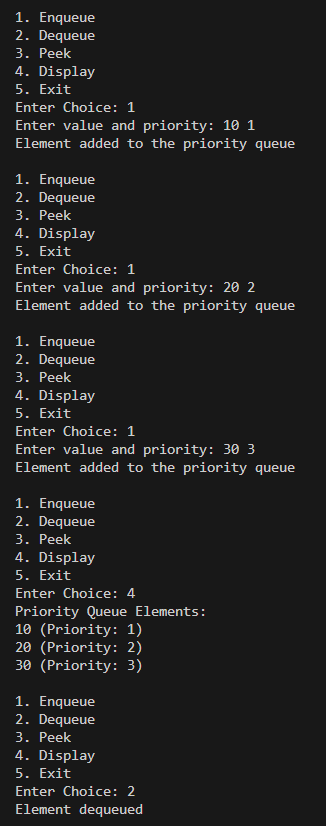 1. Enqueue
2. Dequeue
3. Peek
4. Display
5. Exit
Enter Choice: 1
Enter value and priority: 10 1
Element added to the priority queue

1. Enqueue
2. Dequeue
3. Peek
4. Display
5. Exit
Enter Choice: 1
Enter value and priority: 20 2
Element added to the priority queue

1. Enqueue
2. Dequeue
3. Peek
4. Display
5. Exit
Enter Choice: 1
Enter value and priority: 30 3
Element added to the priority queue

1. Enqueue
2. Dequeue
3. Peek
4. Display
5. Exit
Enter Choice: 4
Priority Queue Elements:
10 (Priority: 1)
20 (Priority: 2)
30 (Priority: 3)

1. Enqueue
2. Dequeue
3. Peek
4. Display
5. Exit
Enter Choice: 2
Element dequeued